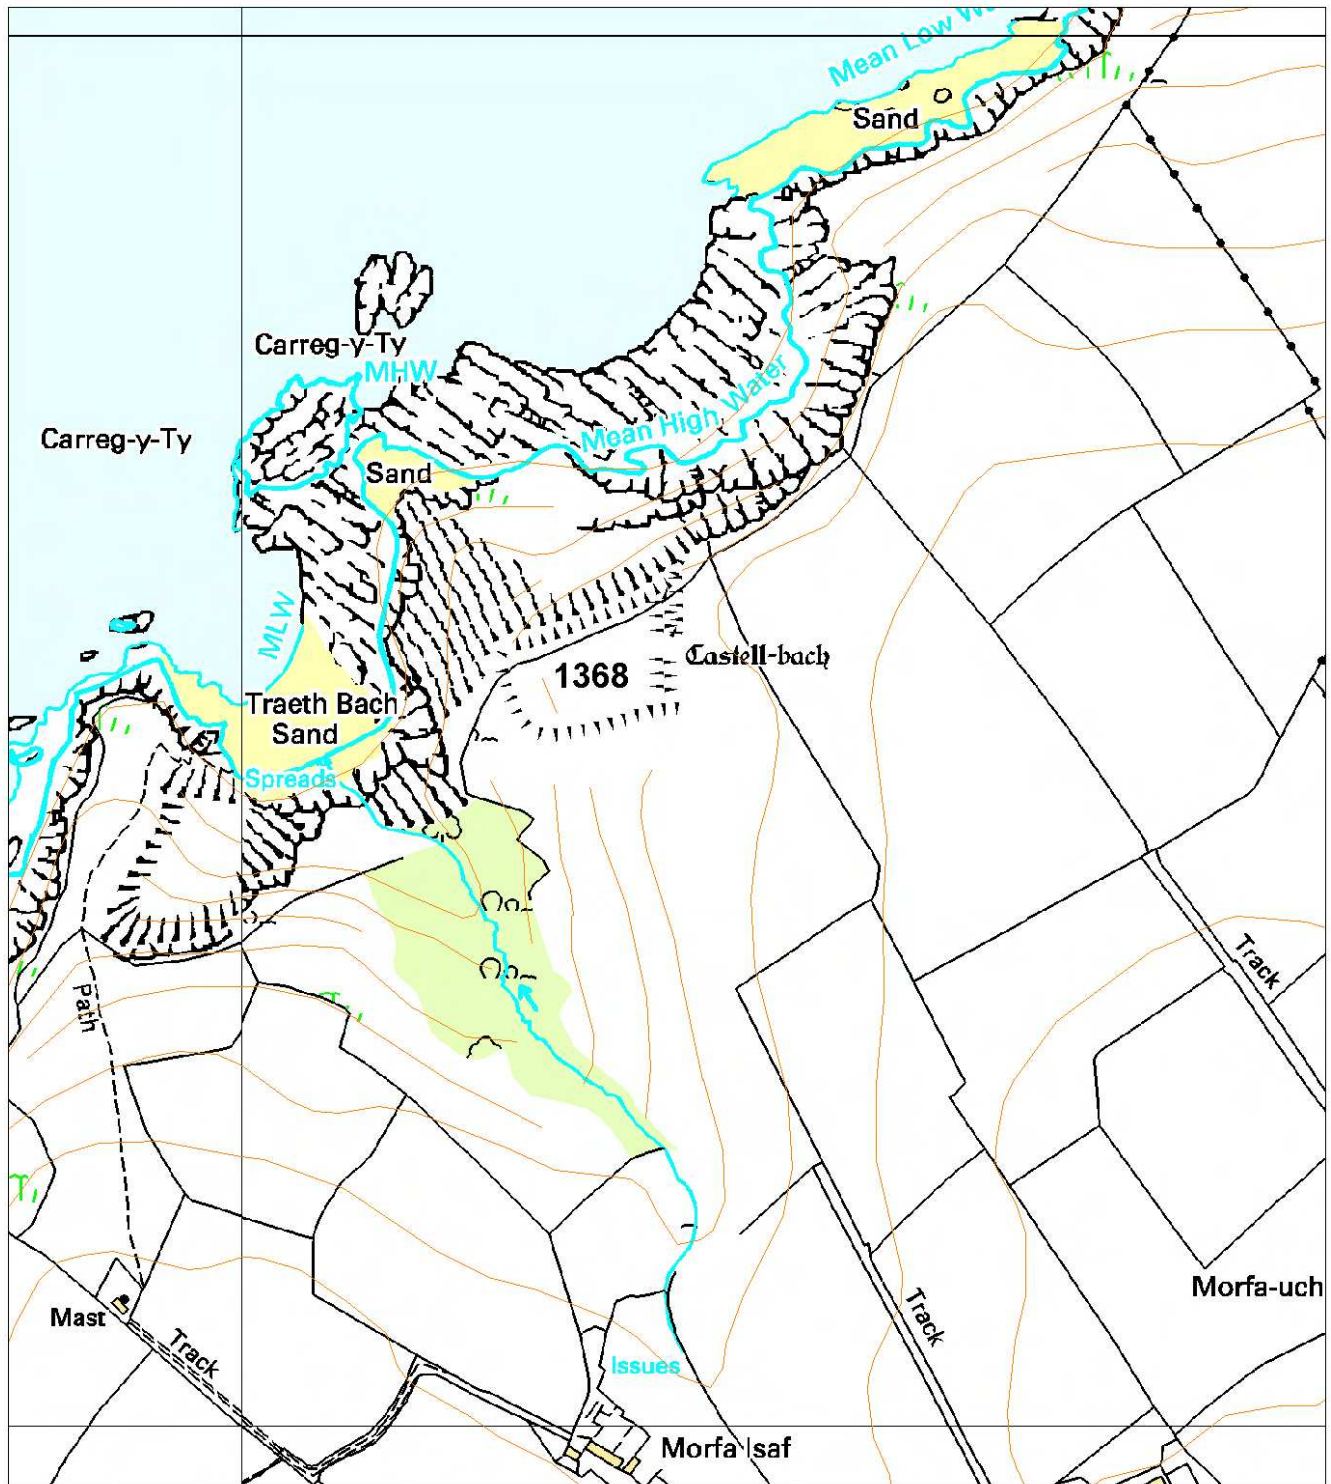 Mean Low W
Sand
Carreg-y-Ty
MHW
Carreg-y-Ty
Mean High Water
Sand
MLW
Castell-bach
1368
Traeth Bach
Sand
Spreads
Track
Path
Morfa-uch
Mast
Track
Track
Issues
Morfa Isaf